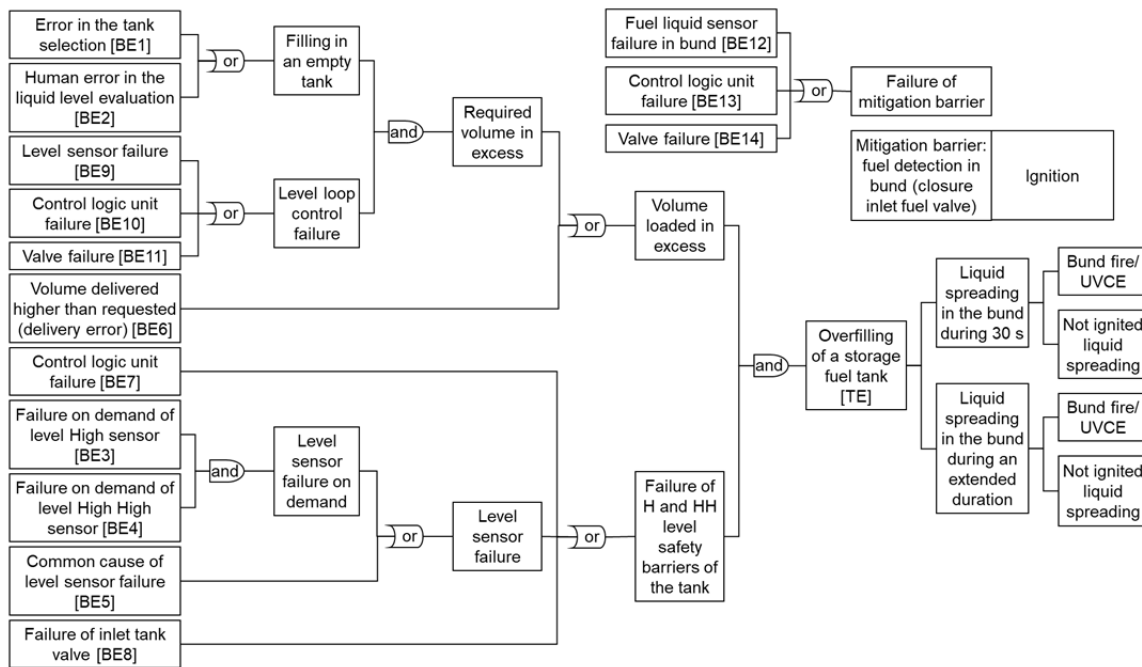 Error in the tank
selection [BE1]
Human error in the
liquid level evaluation
[BE2]
or
Filling in
an empty
tank
Level sensor failure
[BE9]
Control logic unit
failure [BE10]
Valve failure [BE11]
or
Level loop
control
failure
and
Required
volume in
excess
Volume delivered
higher than requested
(delivery error) [BE6]
or
Volume
loaded in
excess
Control logic unit
failure [BE7]
Failure on demand of
level High sensor
[BE3]
Failure on demand of
level High High
sensor [BE4]
and
Level
sensor
failure on
demand
Common cause of
level sensor failure
[BE5]
or
Level
sensor
failure
Failure of inlet tank
valve [BE8]
or
Failure of
H and HH
level
safety
barriers of
the tank
and
Overfilling
of a storage
fuel tank
[TE]
Fuel liquid sensor
failure in bund [BE12]
Control logic unit
failure [BE13]
Valve failure [BE14]
or
Failure of
mitigation barrier
Mitigation barrier:
fuel detection in
bund (closure
inlet fuel valve)
Ignition
Liquid
spreading
in the bund
during 30 s
Bund fire/
UVCE
Not ignited
liquid
spreading
Liquid
spreading
in the bund
during an
extended
duration
Bund fire/
UVCE
Not ignited
liquid
spreading